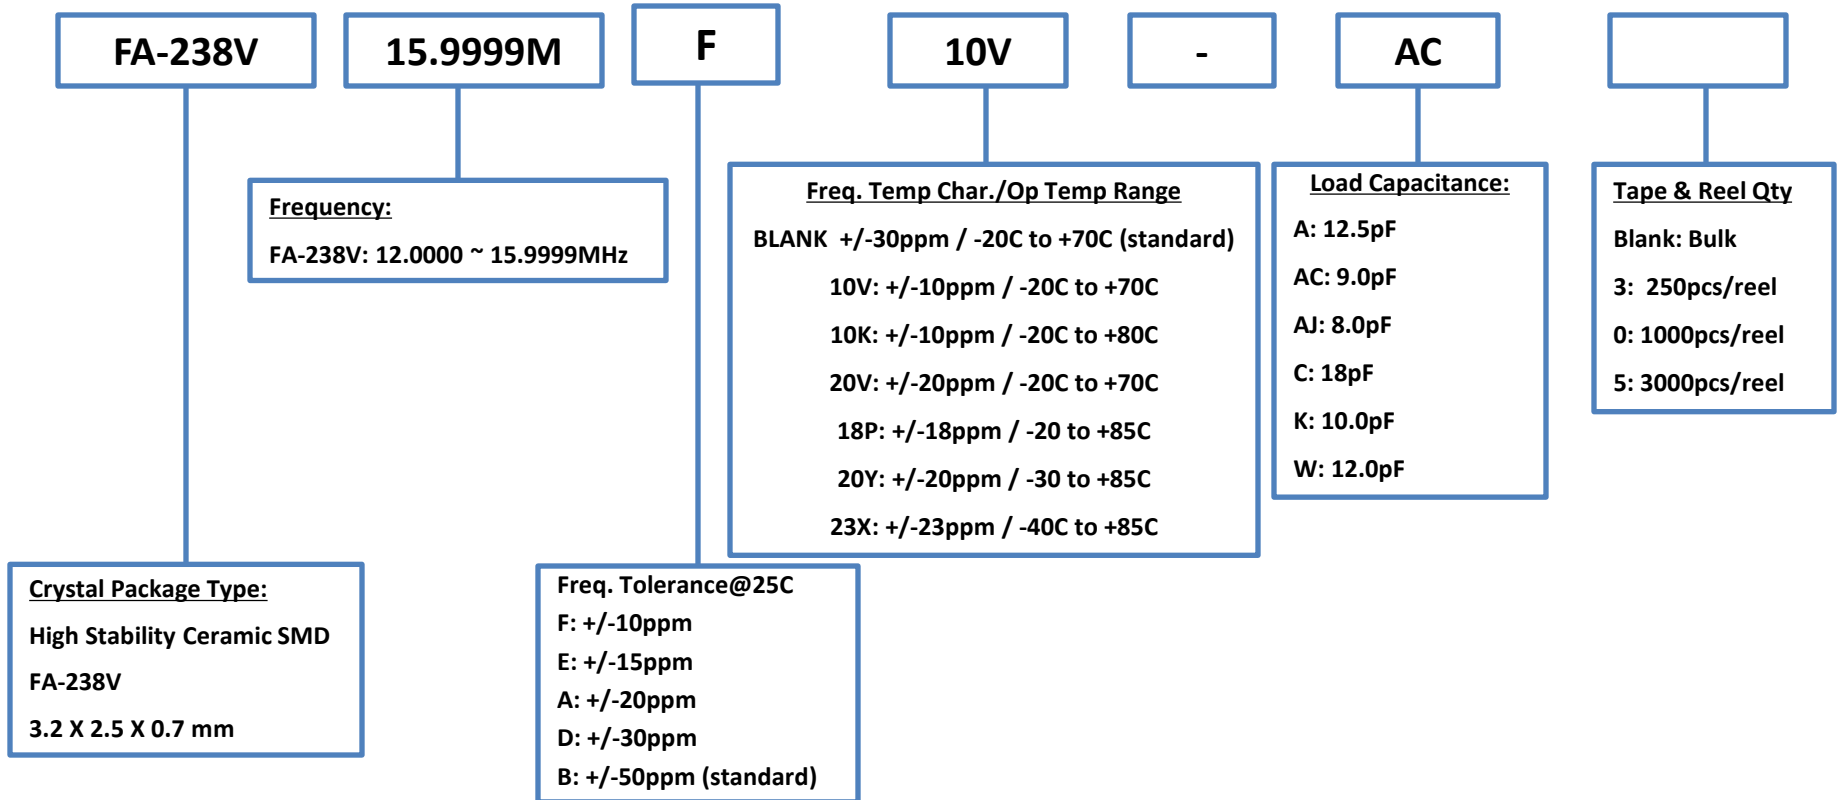 FA-238V
15.9999M
F
10V
-
AC
Frequency:
FA-238V: 12.0000 ~ 15.9999MHz
Freq. Temp Char./Op Temp Range
BLANK +/-30ppm / -20C to +70C (standard)
10V: +/-10ppm / -20C to +70C
10K: +/-10ppm / -20C to +80C
20V: +/-20ppm / -20C to +70C
18P: +/-18ppm / -20 to +85C
20Y: +/-20ppm / -30 to +85C
23X: +/-23ppm / -40C to +85C
Load Capacitance:
A: 12.5pF
AC: 9.0pF
AJ: 8.0pF
C: 18pF
K: 10.0pF
W: 12.0pF
Tape & Reel Qty
Blank: Bulk
3: 250pcs/reel
0: 1000pcs/reel
5: 3000pcs/reel
Crystal Package Type:
High Stability Ceramic SMD
FA-238V
3.2 X 2.5 X 0.7 mm
Freq. Tolerance@25C
F: +/-10ppm
E: +/-15ppm
A: +/-20ppm
D: +/-30ppm
B: +/-50ppm (standard)